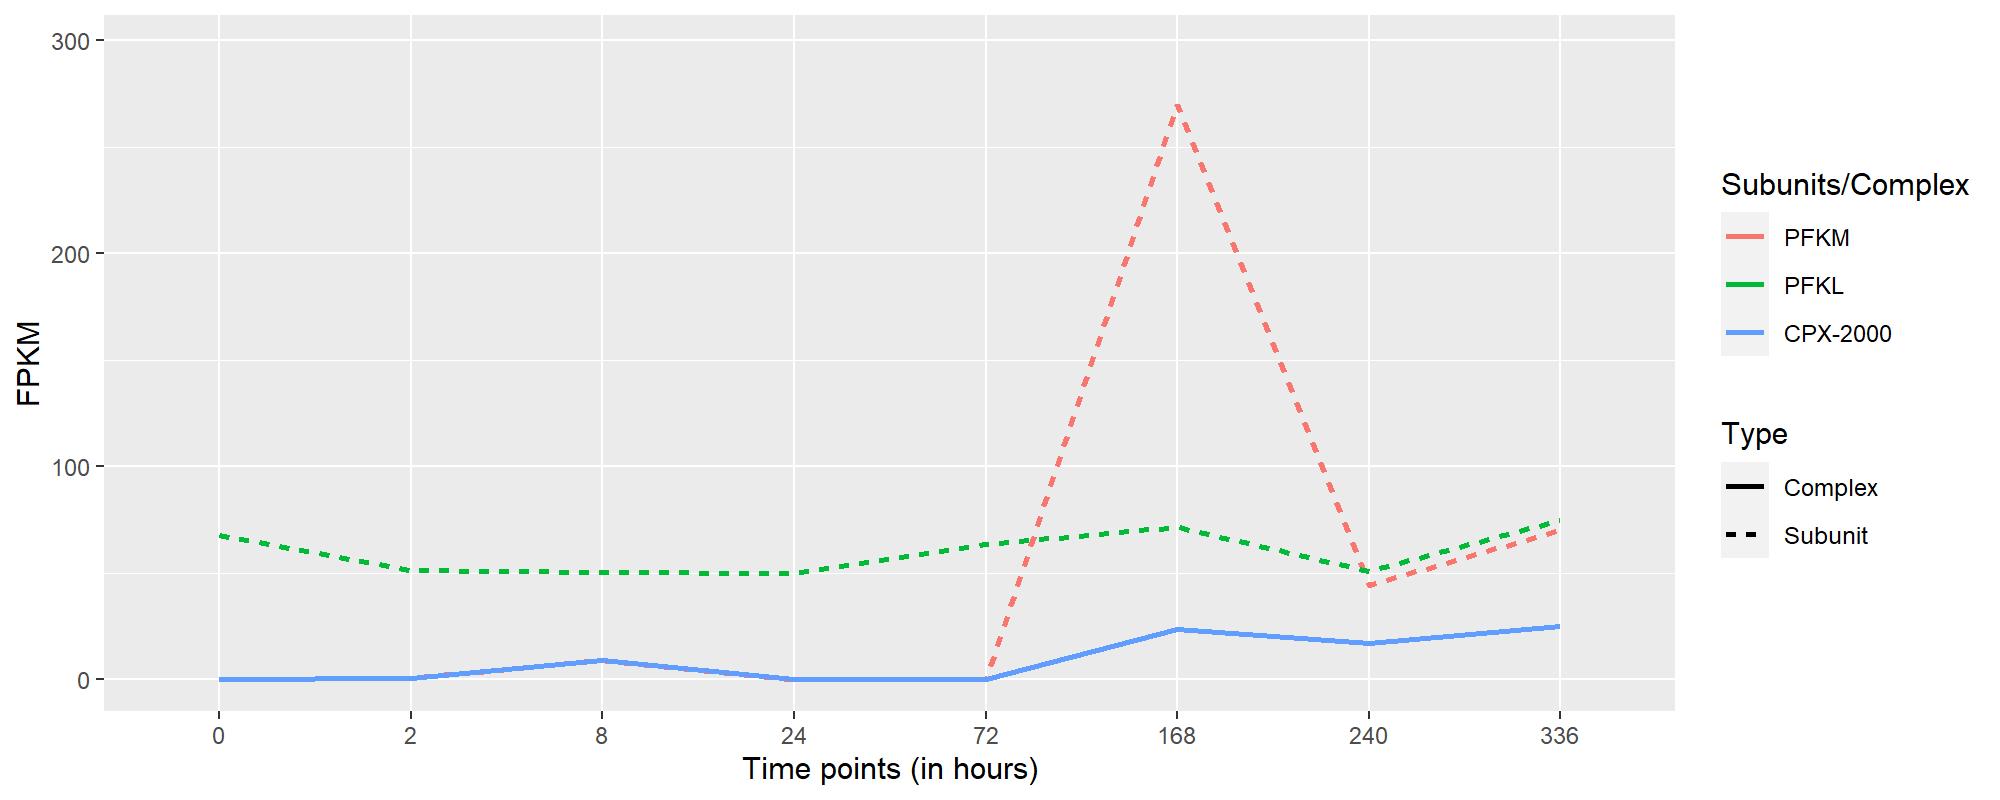 300
200
100
0
FPKM
0 2 8 24 72 168 240 336
Time points (in hours)
Subunits/Complex
PFKM
PFKL
CPX-2000
Type
Complex
Subunit